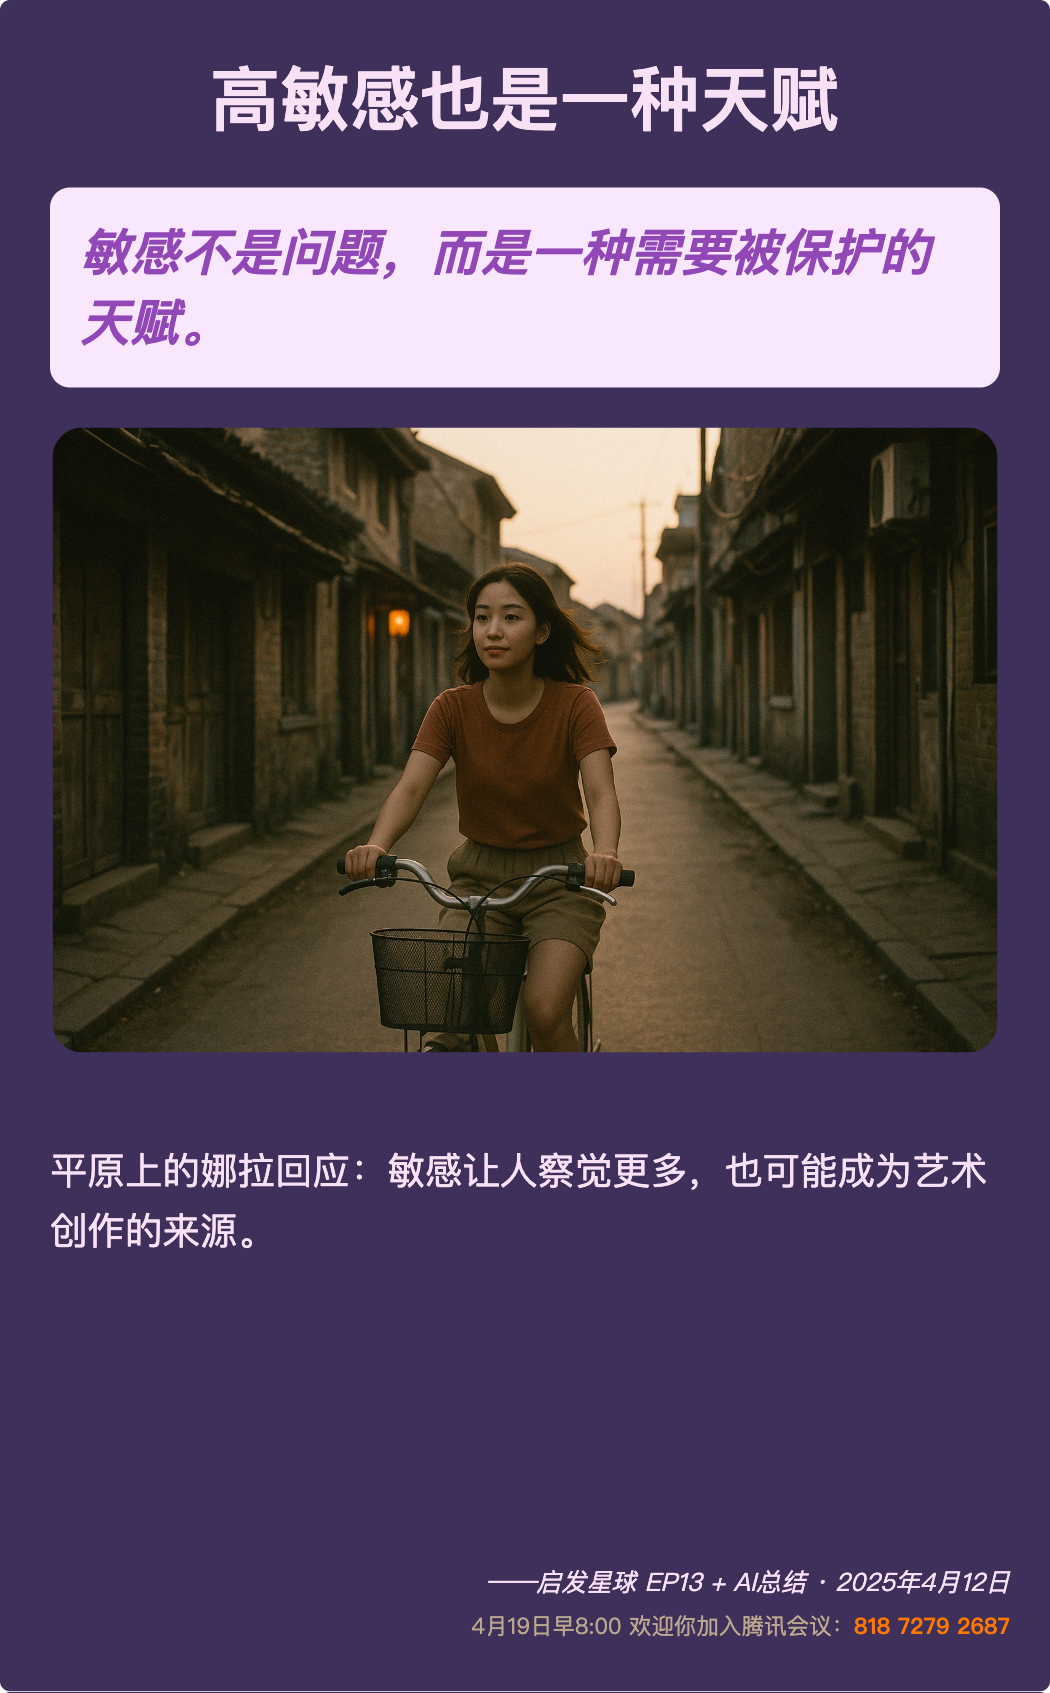 高敏感也是一种天赋
敏感不是问题，而是一种需要被保护的
天赋。
平原上的娜拉回应：敏感让人察觉更多，也可能成为艺术
创作的来源。
——启发星球 EP13 + AI总结 · 2025年4月12日
4月19日早8:00 欢迎你加入腾讯会议：818 7279 2687